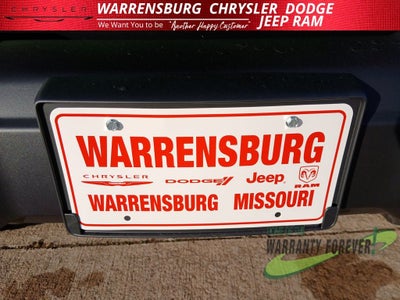 CHRYSLER
WARRENSBURG CHRYSLER DODGE
We Want You to be "Another Happy Customer" JEEP RAM
WARRENSBURG
CHRYSLER DODGE Jeep RAM
WARRENSBURG MISSOURI
WARRANTY FOREVER